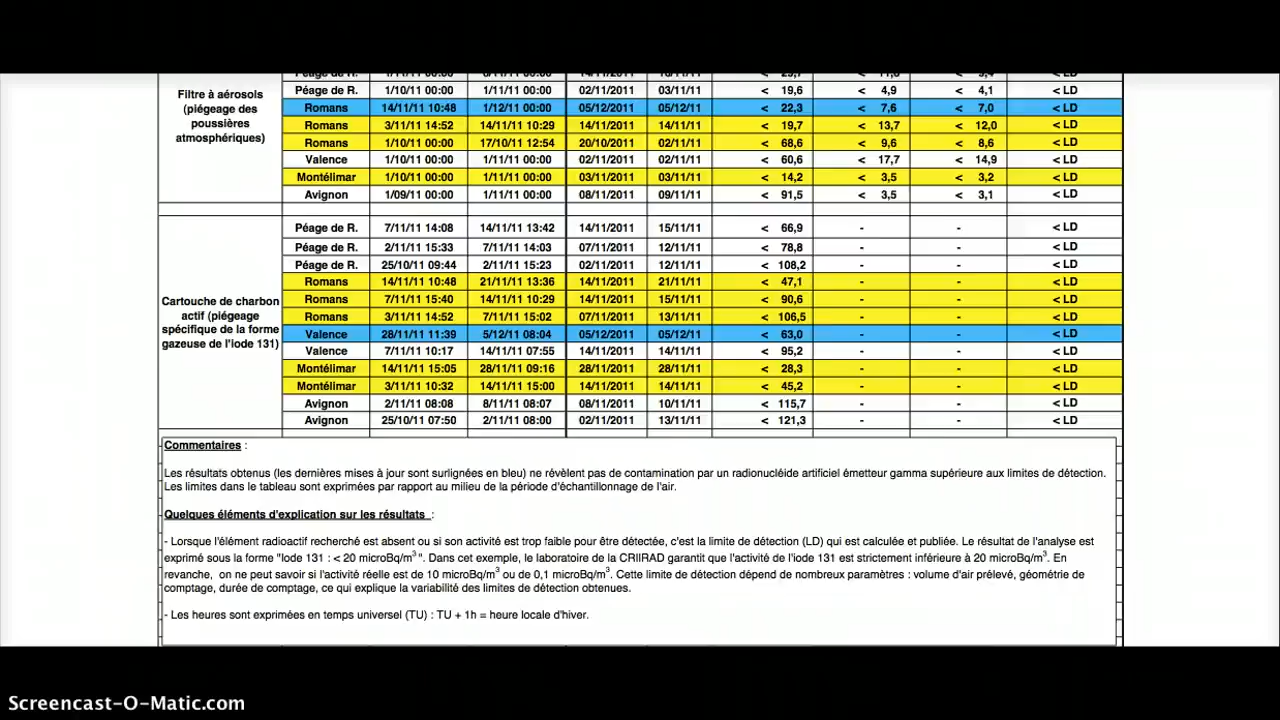 Péage de R.
Filtre à aérosols
(piégeage des
poussières
atmosphériques)
Péage de R. 1/10/11 00:00 1/11/11 00:00 02/11/2011 03/11/11 < 19,6 < 4,9 < 4,1 < LD
Romans 14/11/11 10:48 1/12/11 00:00 05/12/2011 05/12/11 < 22,3 < 7,6 < 7,0 < LD
Romans 3/11/11 14:52 14/11/11 10:29 14/11/2011 14/11/11 < 19,7 < 13,7 < 12,0 < LD
Romans 1/10/11 00:00 17/10/11 12:54 20/10/2011 02/11/11 < 68,6 < 9,6 < 8,6 < LD
Valence 1/10/11 00:00 1/11/11 00:00 02/11/2011 02/11/11 < 60,6 < 17,7 < 14,9 < LD
Montélimar 1/10/11 00:00 1/11/11 00:00 03/11/2011 03/11/11 < 14,2 < 3,5 < 3,2 < LD
Avignon 1/09/11 00:00 1/11/11 00:00 08/11/2011 09/11/11 < 91,5 < 3,5 < 3,1 < LD
Cartouche de charbon
actif (piégeage
spécifique de la forme
gazeuse de l'iode 131)
Péage de R. 7/11/11 14:08 14/11/11 13:42 14/11/2011 15/11/11 < 66,9 - - < LD
Péage de R. 2/11/11 15:33 7/11/11 14:03 07/11/2011 12/11/11 < 78,8 - - < LD
Péage de R. 25/10/11 09:44 2/11/11 15:23 02/11/2011 12/11/11 < 108,2 - - < LD
Romans 14/11/11 10:48 21/11/11 13:36 14/11/2011 21/11/11 < 47,1 - - < LD
Romans 7/11/11 15:40 14/11/11 10:29 14/11/2011 15/11/11 < 90,6 - - < LD
Romans 3/11/11 14:52 7/11/11 15:02 07/11/2011 13/11/11 < 106,5 - - < LD
Valence 28/11/11 11:39 5/12/11 08:04 05/12/2011 05/12/11 < 63,0 - - < LD
Valence 7/11/11 10:17 14/11/11 07:55 14/11/2011 14/11/11 < 95,2 - - < LD
Montélimar 14/11/11 15:05 28/11/11 09:16 28/11/2011 28/11/11 < 28,3 - - < LD
Montélimar 3/11/11 10:32 14/11/11 15:00 14/11/2011 14/11/11 < 45,2 - - < LD
Avignon 2/11/11 08:08 8/11/11 08:07 08/11/2011 10/11/11 < 115,7 - - < LD
Avignon 25/10/11 07:50 2/11/11 08:00 02/11/2011 13/11/11 < 121,3 - - < LD
Commentaires :
Les résultats obtenus (les dernières mises à jour sont surlignées en bleu) ne révèlent pas de contamination par un radionucléide artificiel émetteur gamma supérieure aux limites de détection.
Les limites dans le tableau sont exprimées par rapport au milieu de la période d'échantillonnage de l'air.
Quelques éléments d'explication sur les résultats :
- Lorsque l'élément radioactif recherché est absent ou si son activité est trop faible pour être détectée, c'est la limite de détection (LD) qui est calculée et publiée. Le résultat de l'analyse est
exprimé sous la forme "Iode 131 : < 20 microBq/m³ ". Dans cet exemple, le laboratoire de la CRIIRAD garantit que l'activité de l'iode 131 est strictement inférieure à 20 microBq/m³. En
revanche, on ne peut savoir si l'activité réelle est de 10 microBq/m³ ou de 0,1 microBq/m³. Cette limite de détection dépend de nombreux paramètres : volume d'air prélevé, géométrie de
comptage, durée de comptage, ce qui explique la variabilité des limites de détection obtenues.
- Les heures sont exprimées en temps universel (TU) : TU + 1h = heure locale d'hiver.
Screencast-O-Matic.com